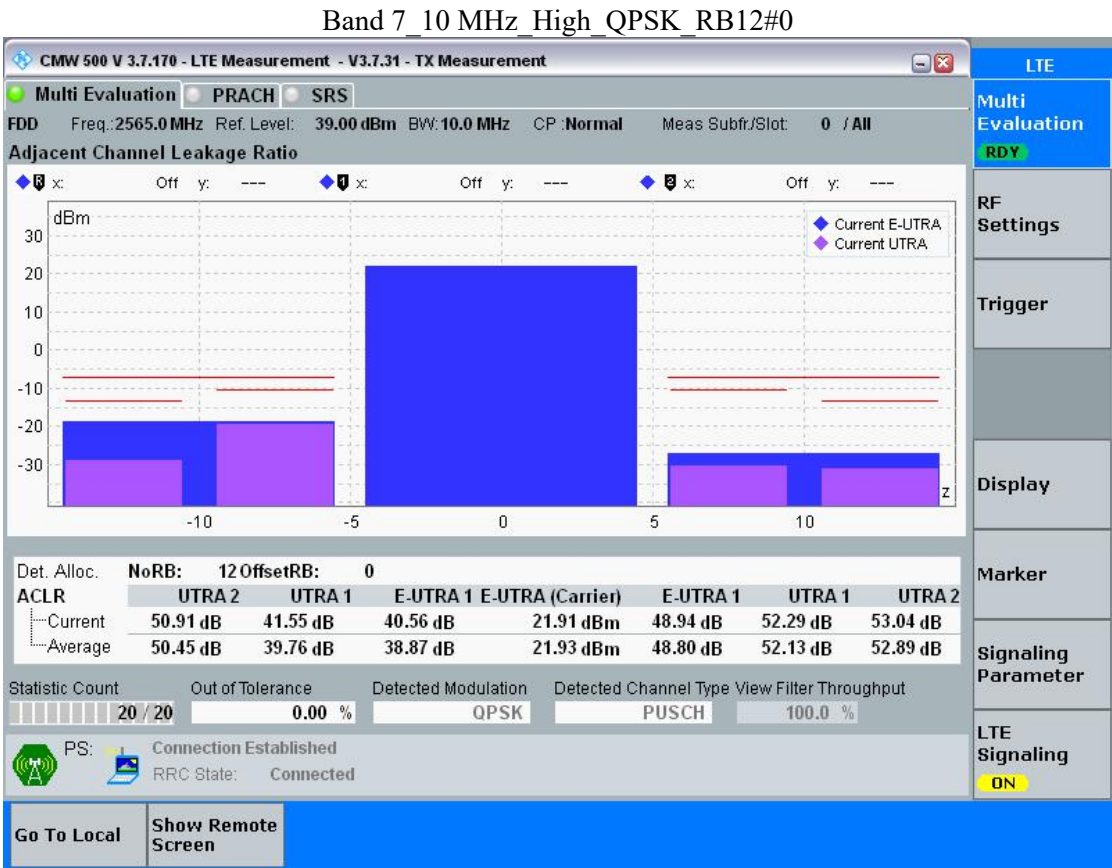 Band 7_10 MHz_High_QPSK_RB12#0
CMW 500 V 3.7.170 - LTE Measurement - V3.7.31 - TX Measurement
LTE
Multi Evaluation PRACH SRS
FDD Freq.:2565.0 MHz Ref. Level: 39.00 dBm BW: 10.0 MHz CP :Normal Meas Subfr./Slot: 0 / All
Adjacent Channel Leakage Ratio
R x: Off y: --- 1 x: Off y: --- 2 x: Off y: ---
dBm
Current E-UTRA
Current UTRA
30
20
10
0
-10
-20
-30
z
-10 -5 0 5 10
Det. Alloc. NoRB: 12 OffsetRB: 0
ACLR UTRA 2 UTRA 1 E-UTRA 1 E-UTRA (Carrier) E-UTRA 1 UTRA 1 UTRA 2
Current 50.91 dB 41.55 dB 40.56 dB 21.91 dBm 48.94 dB 52.29 dB 53.04 dB
Average 50.45 dB 39.76 dB 38.87 dB 21.93 dBm 48.80 dB 52.13 dB 52.89 dB
Statistic Count Out of Tolerance Detected Modulation Detected Channel Type View Filter Throughput
20 / 20 0.00 % QPSK PUSCH 100.0 %
PS: Connection Established
RRC State: Connected
Multi
Evaluation
RDY
RF
Settings
Trigger
Display
Marker
Signaling
Parameter
LTE
Signaling
ON
Go To Local
Show Remote
Screen